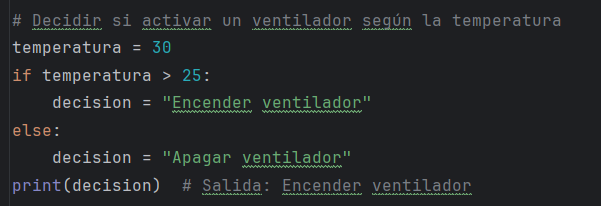 # Decidir si activar un ventilador según la temperatura
temperatura = 30
if temperatura > 25:
    decision = "Encender ventilador"
else:
    decision = "Apagar ventilador"
print(decision)  # Salida: Encender ventilador